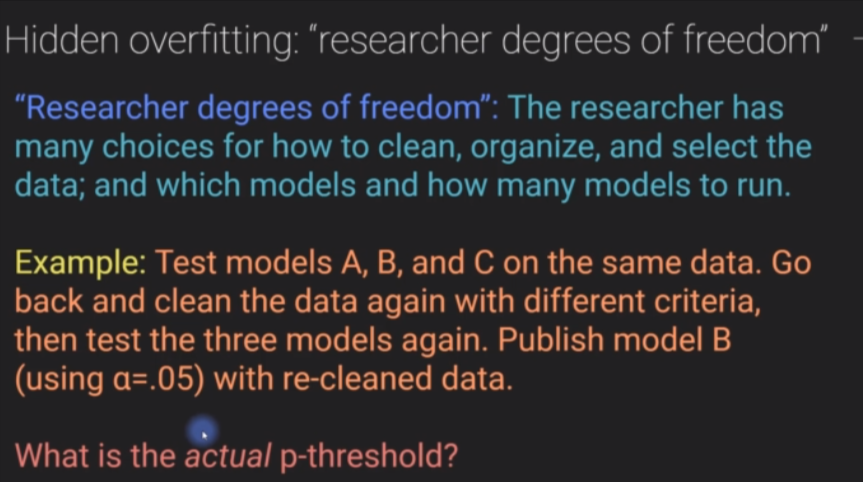 Hidden overfitting: “researcher degrees of freedom”
“Researcher degrees of freedom”: The researcher has
many choices for how to clean, organize, and select the
data; and which models and how many models to run.
Example: Test models A, B, and C on the same data. Go
back and clean the data again with different criteria,
then test the three models again. Publish model B
(using α=.05) with re-cleaned data.
What is the actual p-threshold?